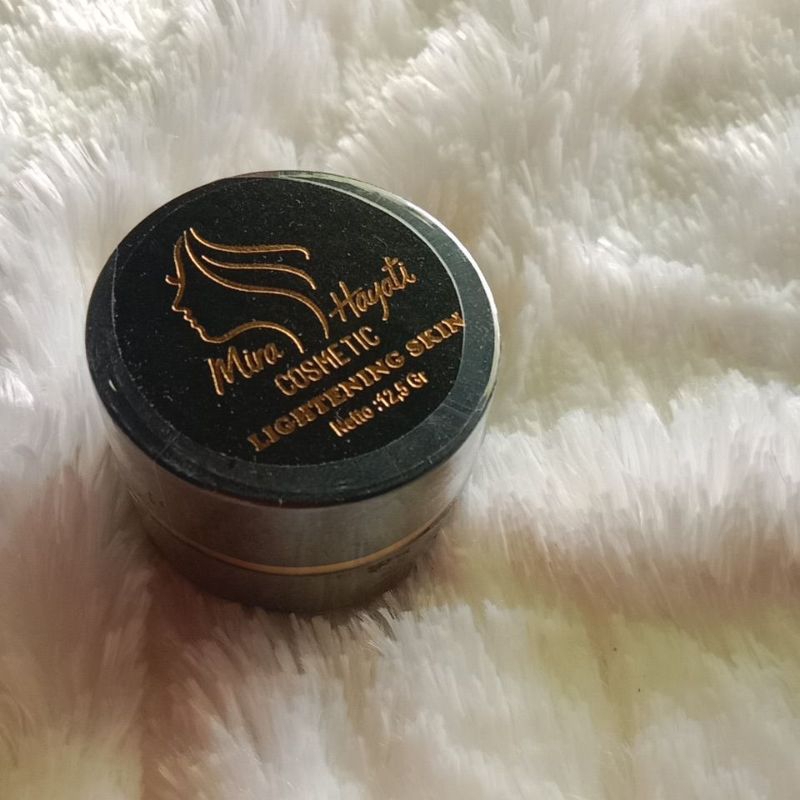 Mira Hayati
COSMETIC
LIGHTENING SKIN
Netto : 12,5 Gr